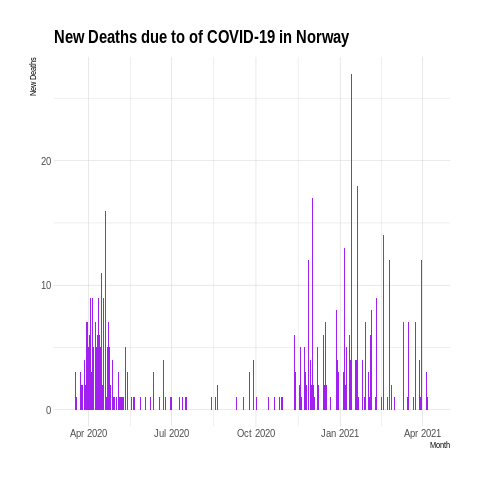 New Deaths due to of COVID-19 in Norway
New Deaths
20
10
0
Apr 2020
Jul 2020
Oct 2020
Jan 2021
Apr 2021
Month